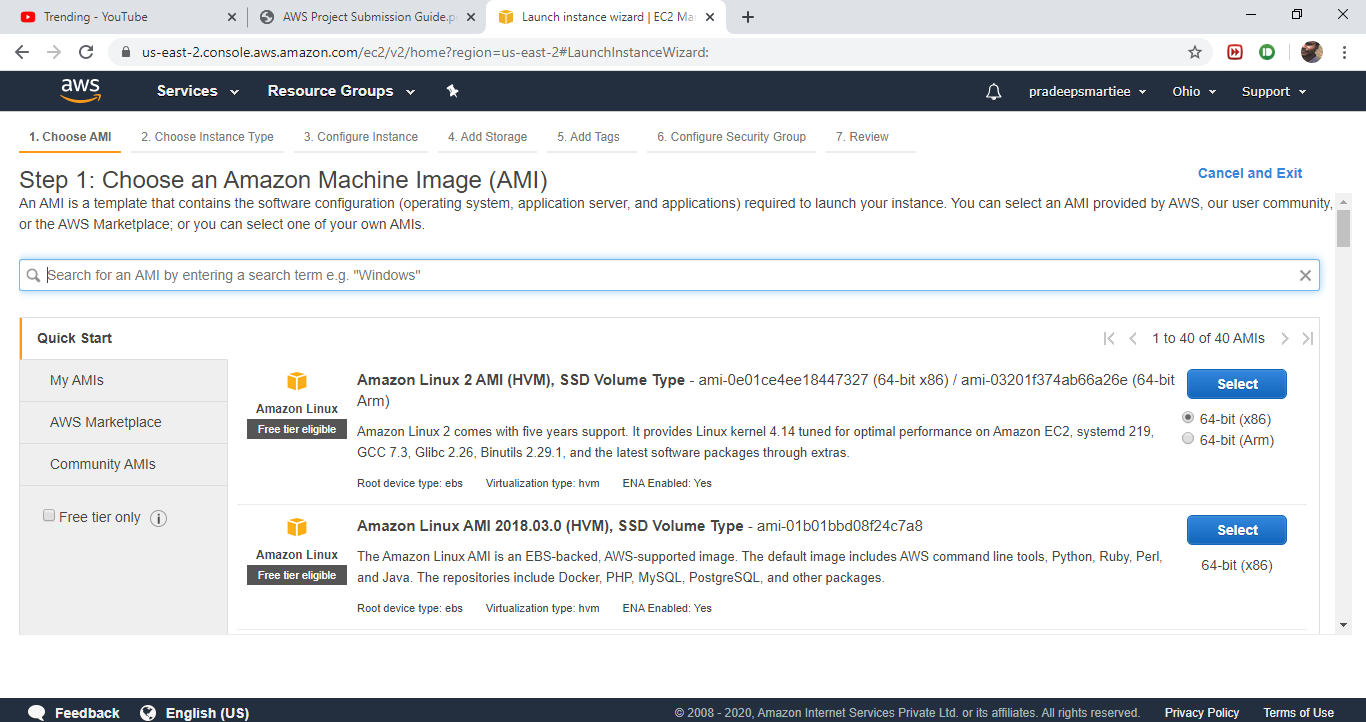 Trending - YouTube
AWS Project Submission Guide.p
Launch instance wizard | EC2 Ma
us-east-2.console.aws.amazon.com/ec2/v2/home?region=us-east-2#LaunchInstanceWizard:
aws
Services
Resource Groups
pradeepsmartiee
Ohio
Support
1. Choose AMI
2. Choose Instance Type
3. Configure Instance
4. Add Storage
5. Add Tags
6. Configure Security Group
7. Review
Step 1: Choose an Amazon Machine Image (AMI)
Cancel and Exit
An AMI is a template that contains the software configuration (operating system, application server, and applications) required to launch your instance. You can select an AMI provided by AWS, our user community,
or the AWS Marketplace; or you can select one of your own AMIs.
Search for an AMI by entering a search term e.g. "Windows"
Quick Start
My AMIs
AWS Marketplace
Community AMIs
Free tier only
1 to 40 of 40 AMIs
Amazon Linux
Free tier eligible
Amazon Linux 2 AMI (HVM), SSD Volume Type - ami-0e01ce4ee18447327 (64-bit x86) / ami-03201f374ab66a26e (64-bit
Arm)
Amazon Linux 2 comes with five years support. It provides Linux kernel 4.14 tuned for optimal performance on Amazon EC2, systemd 219,
GCC 7.3, Glibc 2.26, Binutils 2.29.1, and the latest software packages through extras.
Root device type: ebs
Virtualization type: hvm
ENA Enabled: Yes
Select
64-bit (x86)
64-bit (Arm)
Amazon Linux
Free tier eligible
Amazon Linux AMI 2018.03.0 (HVM), SSD Volume Type - ami-01b01bbd08f24c7a8
The Amazon Linux AMI is an EBS-backed, AWS-supported image. The default image includes AWS command line tools, Python, Ruby, Perl,
and Java. The repositories include Docker, PHP, MySQL, PostgreSQL, and other packages.
Root device type: ebs
Virtualization type: hvm
ENA Enabled: Yes
Select
64-bit (x86)
Feedback
English (US)
© 2008 - 2020, Amazon Internet Services Private Ltd. or its affiliates. All rights reserved.
Privacy Policy
Terms of Use